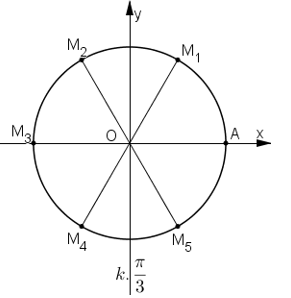 y
M₂ M₁
M₃ O A x
M₄ M₅
k.π/3